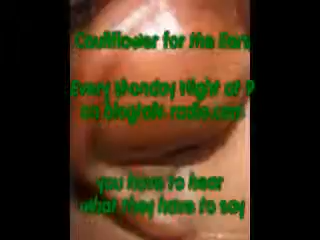 Cauliflower for the Ears
Every Monday Night at 9
on blogtalk radio.com
you have to hear
what they have to say